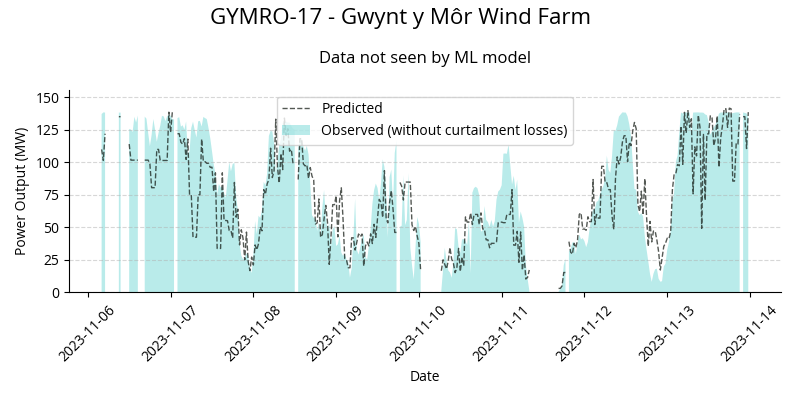 GYMRO-17 - Gwynt y Môr Wind Farm
Data not seen by ML model
Predicted
Observed (without curtailment losses)
Power Output (MW)
150
125
100
75
50
25
0
2023-11-06
2023-11-07
2023-11-08
2023-11-09
2023-11-10
2023-11-11
2023-11-12
2023-11-13
2023-11-14
Date